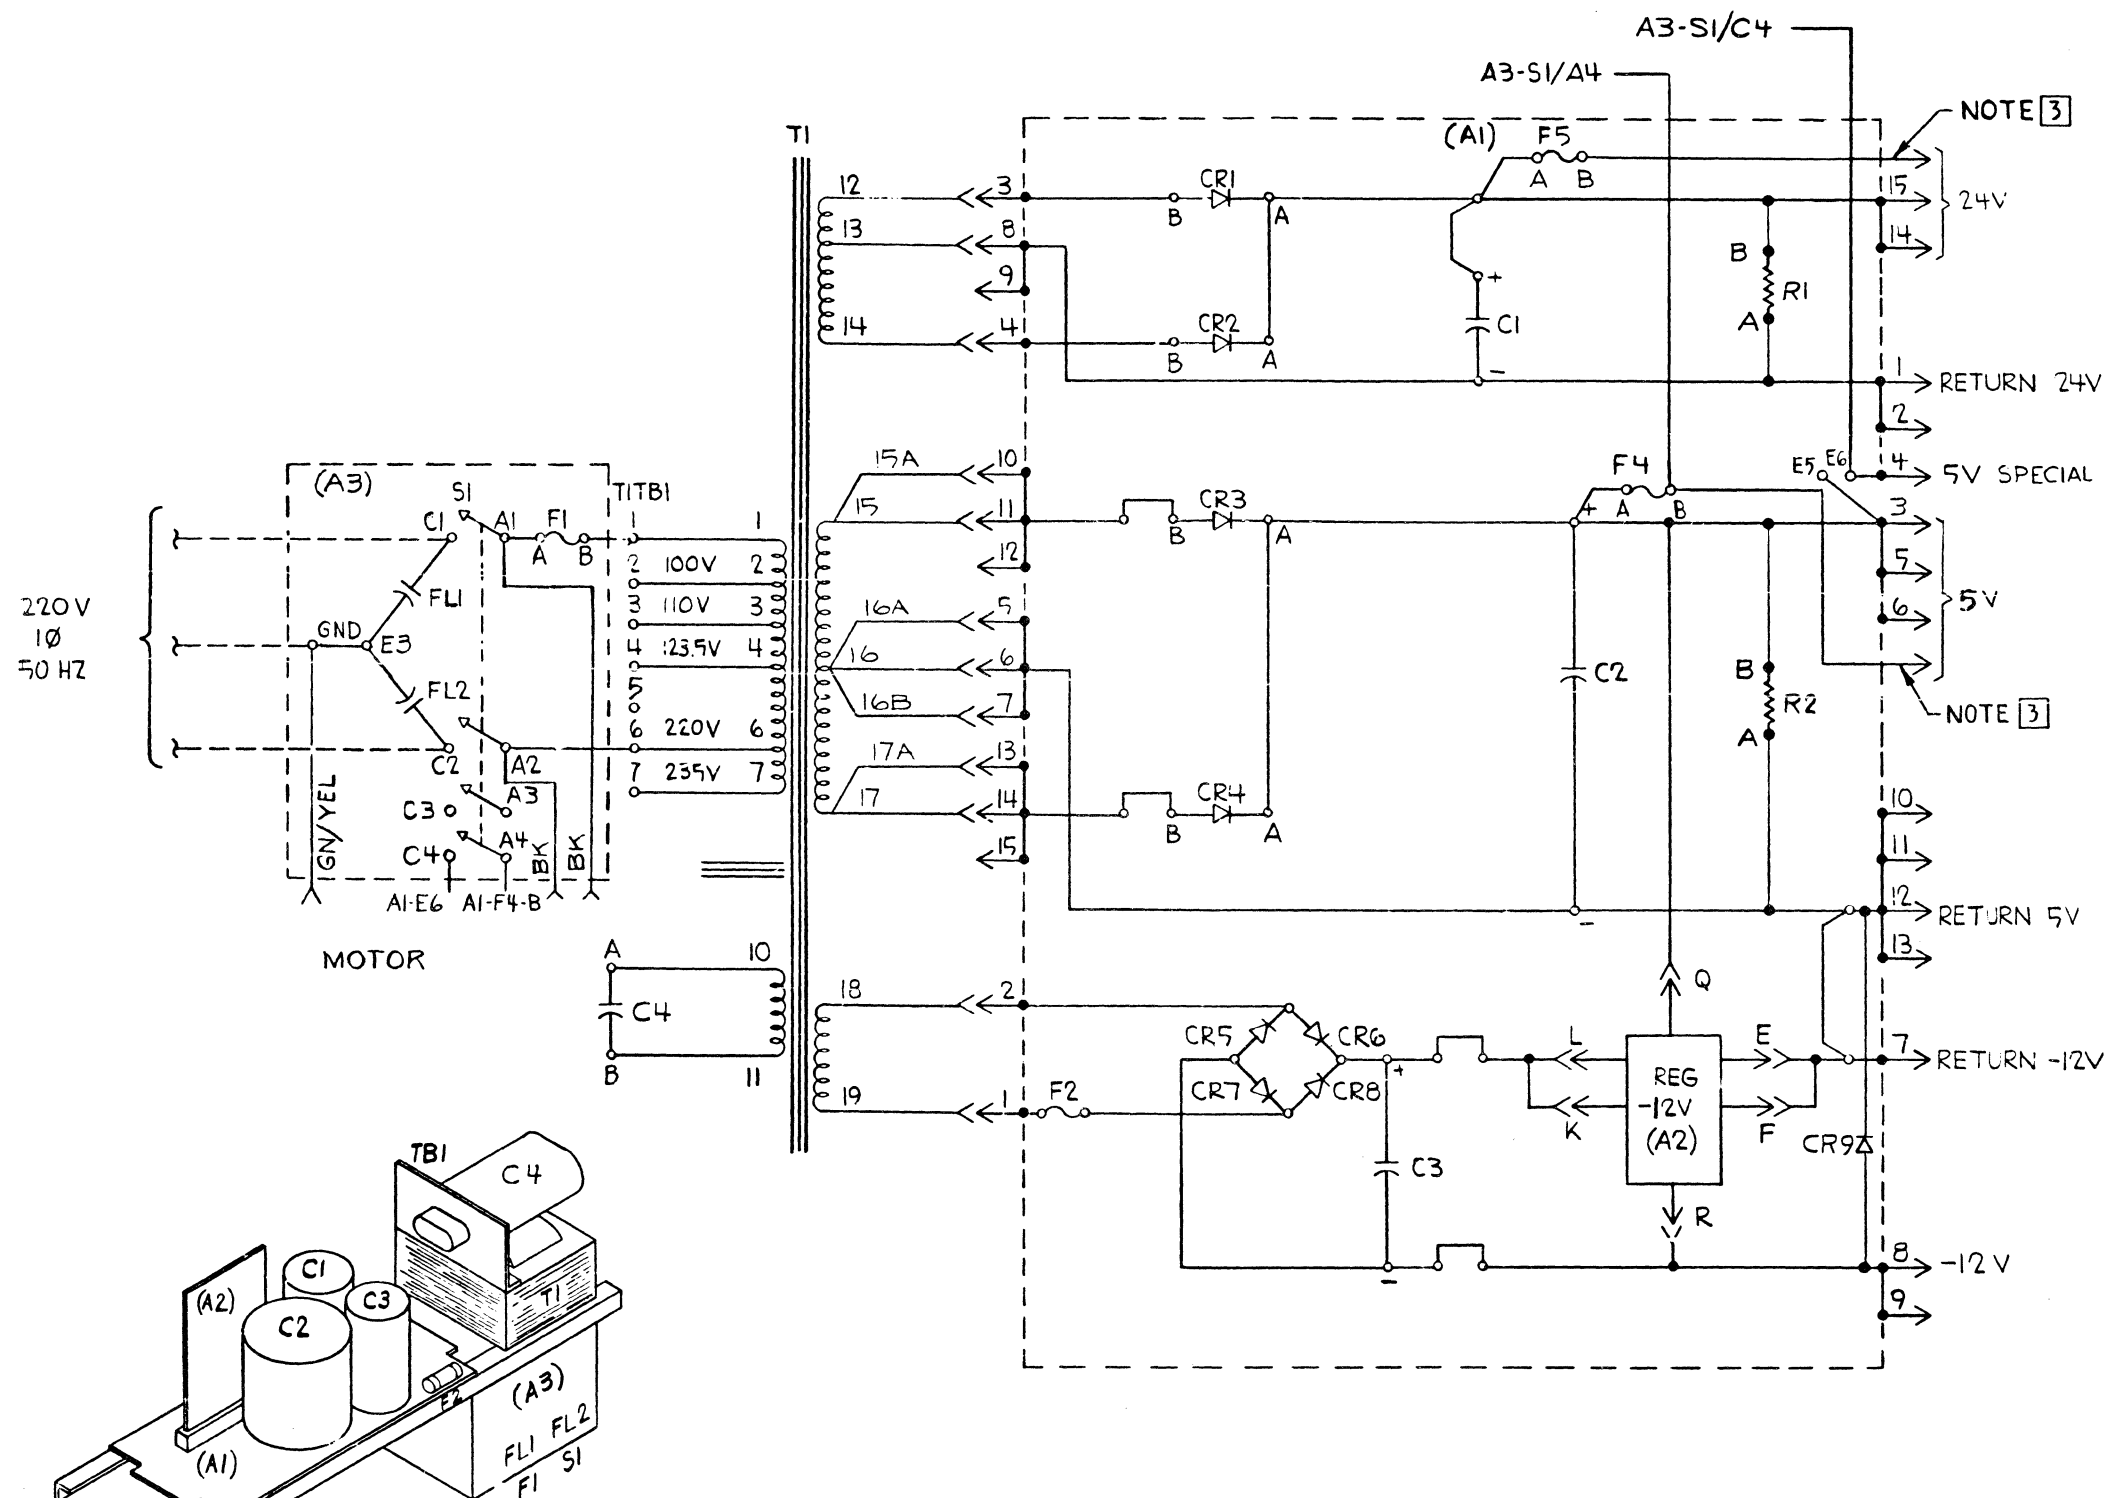 A3-S1/C4
A3-S1/A4
NOTE 3
T1
(A1)
F5
A B
12
3
CR1
B
A
15
24V
13
8
14
9
+
B
R1
A
C1
14
4
CR2
B
A
-
1
RETURN 24V
2
15A
10
F4
E5
E6
4
5V SPECIAL
(A3)
S1
T1TB1
15
11
CR3
B
A
+
A
B
3
C1
A1
F1
A B
1
1
12
5
2
100V
2
220V
1Ø
50 HZ
FL1
3
110V
3
16A
5
6
5V
GND
E3
4
123.5V
4
16
6
C2
B
R2
A
5
FL2
16B
7
NOTE 3
6
220V
6
C2
A2
7
235V
7
17A
13
GN/YEL
C3
A3
17
14
CR4
B
A
10
C4
A4
BK
BK
15
11
A1-E6
A1-F4-B
12
RETURN 5V
-
13
MOTOR
A
10
C4
B
11
18
2
Q
CR5
CR6
+
L
E
7
RETURN -12V
CR7
CR8
REG
-12V
(A2)
K
F
19
1
F2
CR9
C3
R
-
8
-12V
9
TB1
C4
C1
(A2)
C3
C2
T1
(A3)
FL1
FL2
S1
F1
(A1)